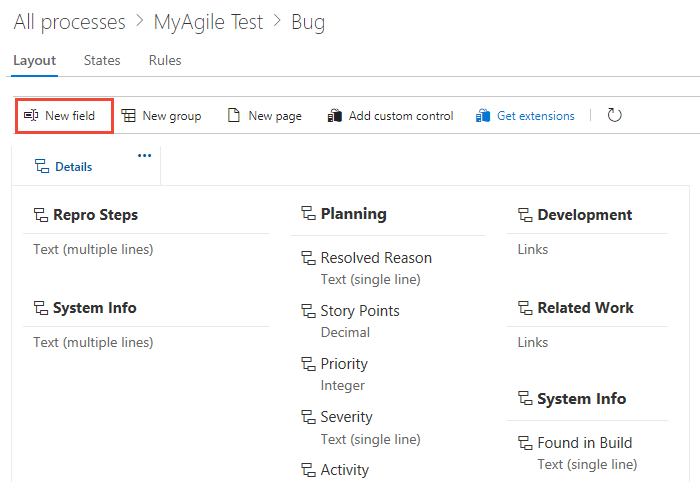 All processes > MyAgile Test > Bug
Layout States Rules
New field New group New page Add custom control Get extensions
Details ...
Repro Steps
Text (multiple lines)
System Info
Text (multiple lines)
Planning
Resolved Reason
Text (single line)
Story Points
Decimal
Priority
Integer
Severity
Text (single line)
Activity
Development
Links
Related Work
Links
System Info
Found in Build
Text (single line)